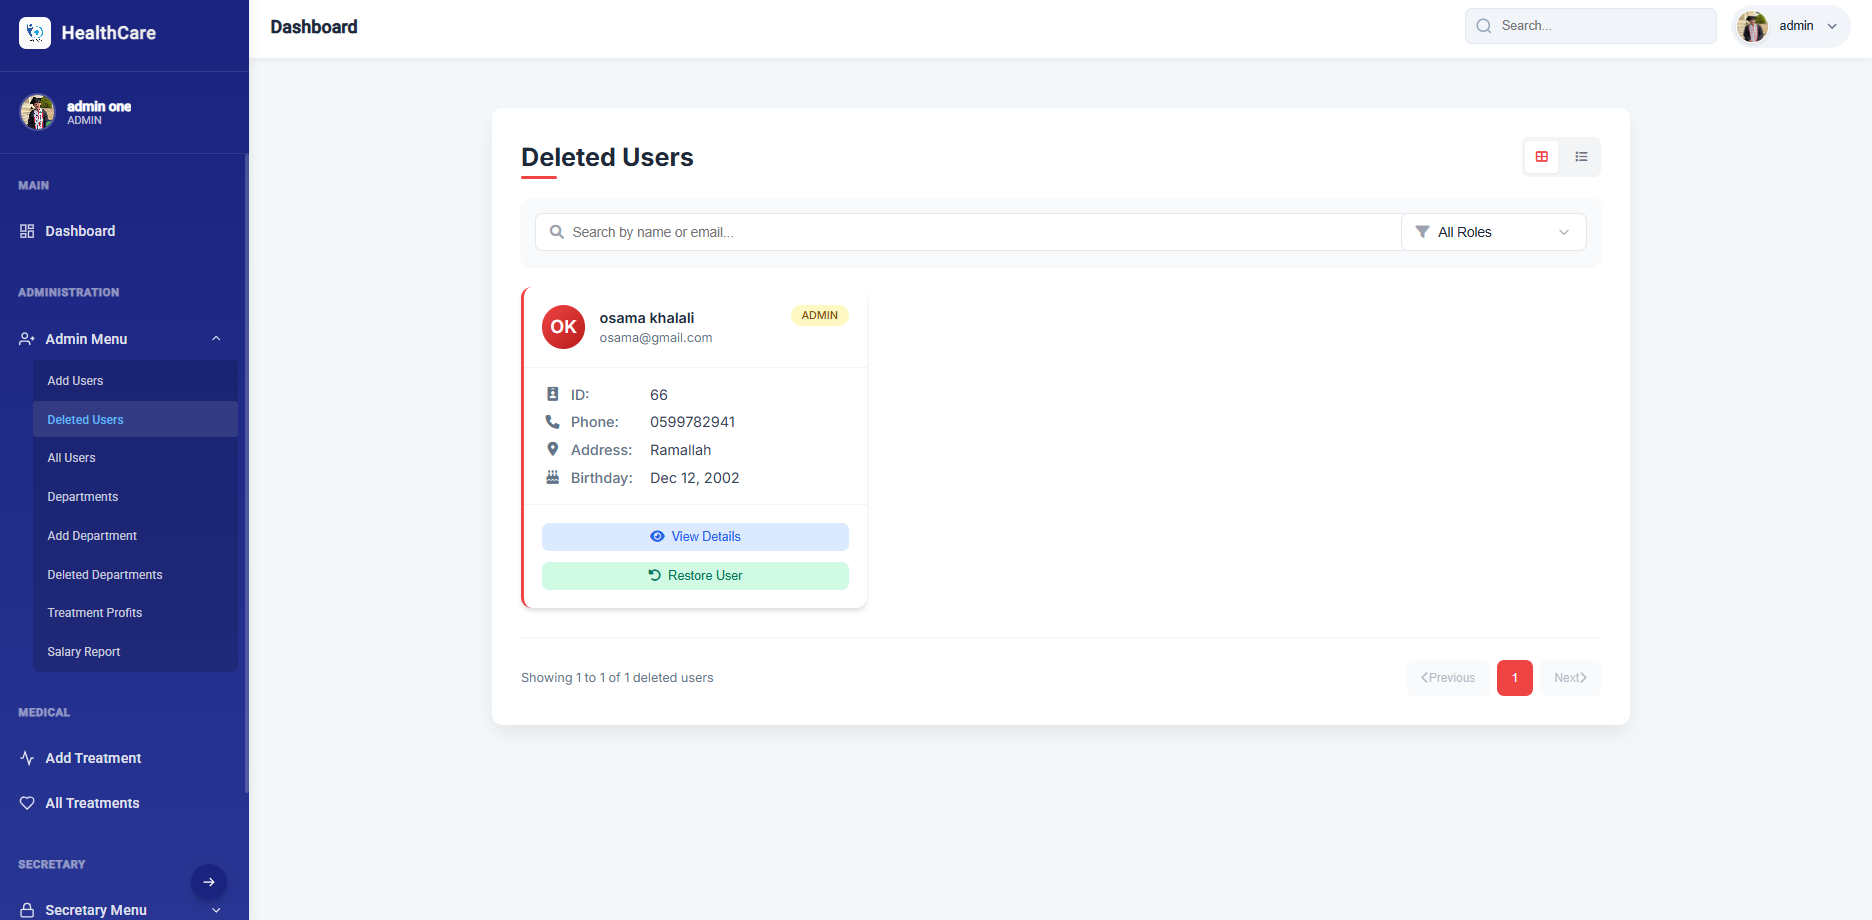 HealthCare
admin one
ADMIN
MAIN
Dashboard
ADMINISTRATION
Admin Menu
Add Users
Deleted Users
All Users
Departments
Add Department
Deleted Departments
Treatment Profits
Salary Report
MEDICAL
Add Treatment
All Treatments
SECRETARY
Secretary Menu
Dashboard
Search...
admin
Deleted Users
Search by name or email...
All Roles
OK
osama khalali
ADMIN
osama@gmail.com
ID: 66
Phone: 0599782941
Address: Ramallah
Birthday: Dec 12, 2002
View Details
Restore User
Showing 1 to 1 of 1 deleted users
Previous
1
Next